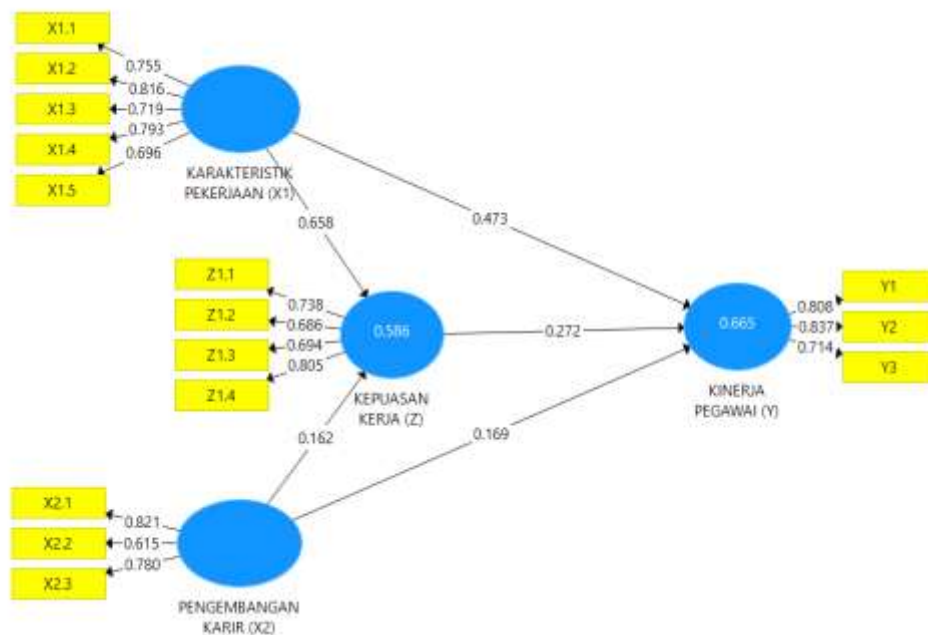 X1.1
X1.2
X1.3
X1.4
X1.5
0.755
0.816
0.719
0.793
0.696
KARAKTERISTIK
PEKERJAAN (X1)
0.658
0.473
Z1.1
Z1.2
Z1.3
Z1.4
0.738
0.686
0.694
0.805
0.586
KEPUASAN
KERJA (Z)
0.272
0.665
KINERJA
PEGAWAI (Y)
0.808
0.837
0.714
Y1
Y2
Y3
0.162
0.169
X2.1
X2.2
X2.3
0.821
0.615
0.780
PENGEMBANGAN
KARIR (X2)